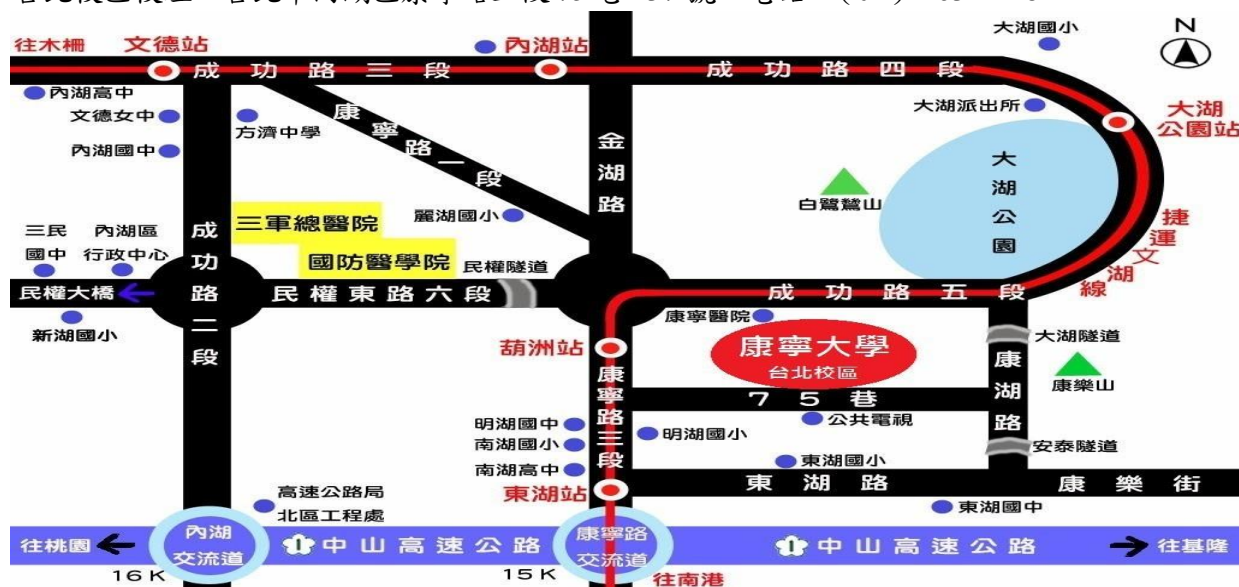 N
大湖國小
往木柵
文德站
內湖站
成功路三段
成功路四段
內湖高中
文德女中
內湖國中
方濟中學
康寧路一段
金湖路
大湖派出所
大湖
公園站
大湖公園
白鷺鷥山
捷運文湖線
三軍總醫院
麗湖國小
國防醫學院
民權隧道
三民
國中
內湖區
行政中心
成功路二段
民權大橋
民權東路六段
成功路五段
新湖國小
康寧醫院
大湖隧道
葫洲站
康寧大學
台北校區
康樂山
康湖路
75巷
康寧路三段
明湖國中
南湖國小
南湖高中
明湖國小
公共電視
安泰隧道
東湖國小
東湖站
東湖路
康樂街
高速公路局
北區工程處
東湖國中
往桃園
內湖
交流道
1
中山高速公路
康寧路
交流道
1
中山高速公路
往基隆
16K
15K
往南港